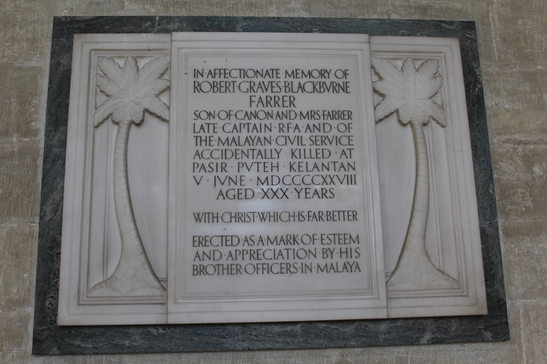 IN AFFECTIONATE MEMORY OF
ROBERT GRAVES BLACKBVRNE
FARRER
SON OF CANON AND MRS FARRER
LATE CAPTAIN · RFA · AND OF
THE MALAYAN CIVIL SERVICE
ACCIDENTALLY KILLED AT
PASIR · PVTEH · KELANTAN
V · JVNE · MDCCCCXXVIII
AGED · XXX YEARS
WITH CHRIST · WHICH IS FAR BETTER
ERECTED AS A MARK OF ESTEEM
AND APPRECIATION BY HIS
BROTHER OFFICERS IN MALAYA